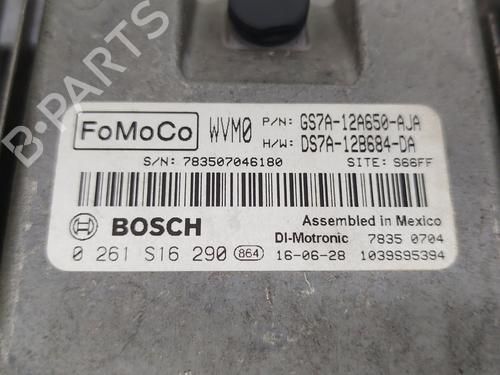 FoMoCo WVM0 P/N: GS7A-12A650-AJA
H/W: DS7A-12B684-DA
S/N: 783507046180 SITE: S66FF
BOSCH Assembled in Mexico
DI-Motronic 7835 0704
0 261 S16 290 864 16-06-28 1039S95394
B-PARTS